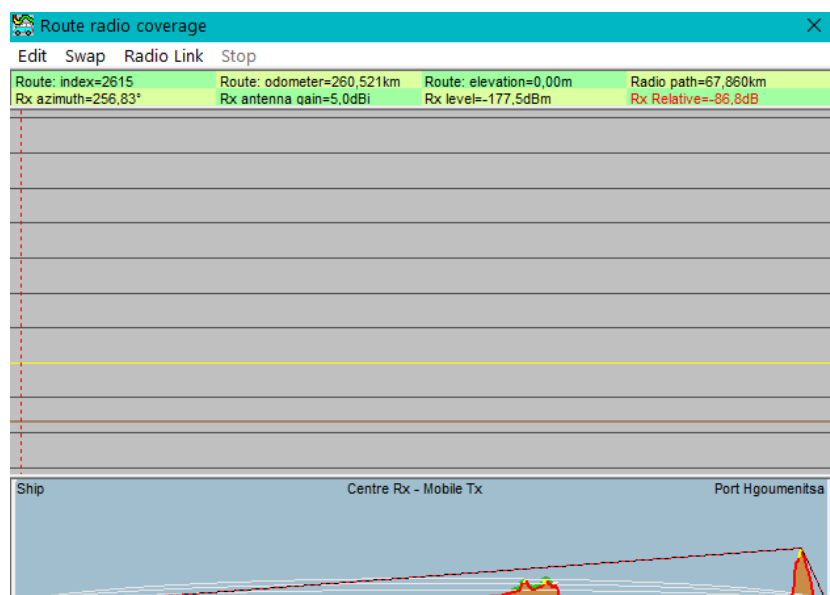 Route radio coverage
Edit Swap Radio Link Stop
Route: index=2615 Route: odometer=260,521km Route: elevation=0,00m Radio path=67,860km
Rx azimuth=256,83° Rx antenna gain=5,0dBi Rx level=-177,5dBm Rx Relative=-86,8dB
Ship Centre Rx - Mobile Tx Port Hgoumenitsa